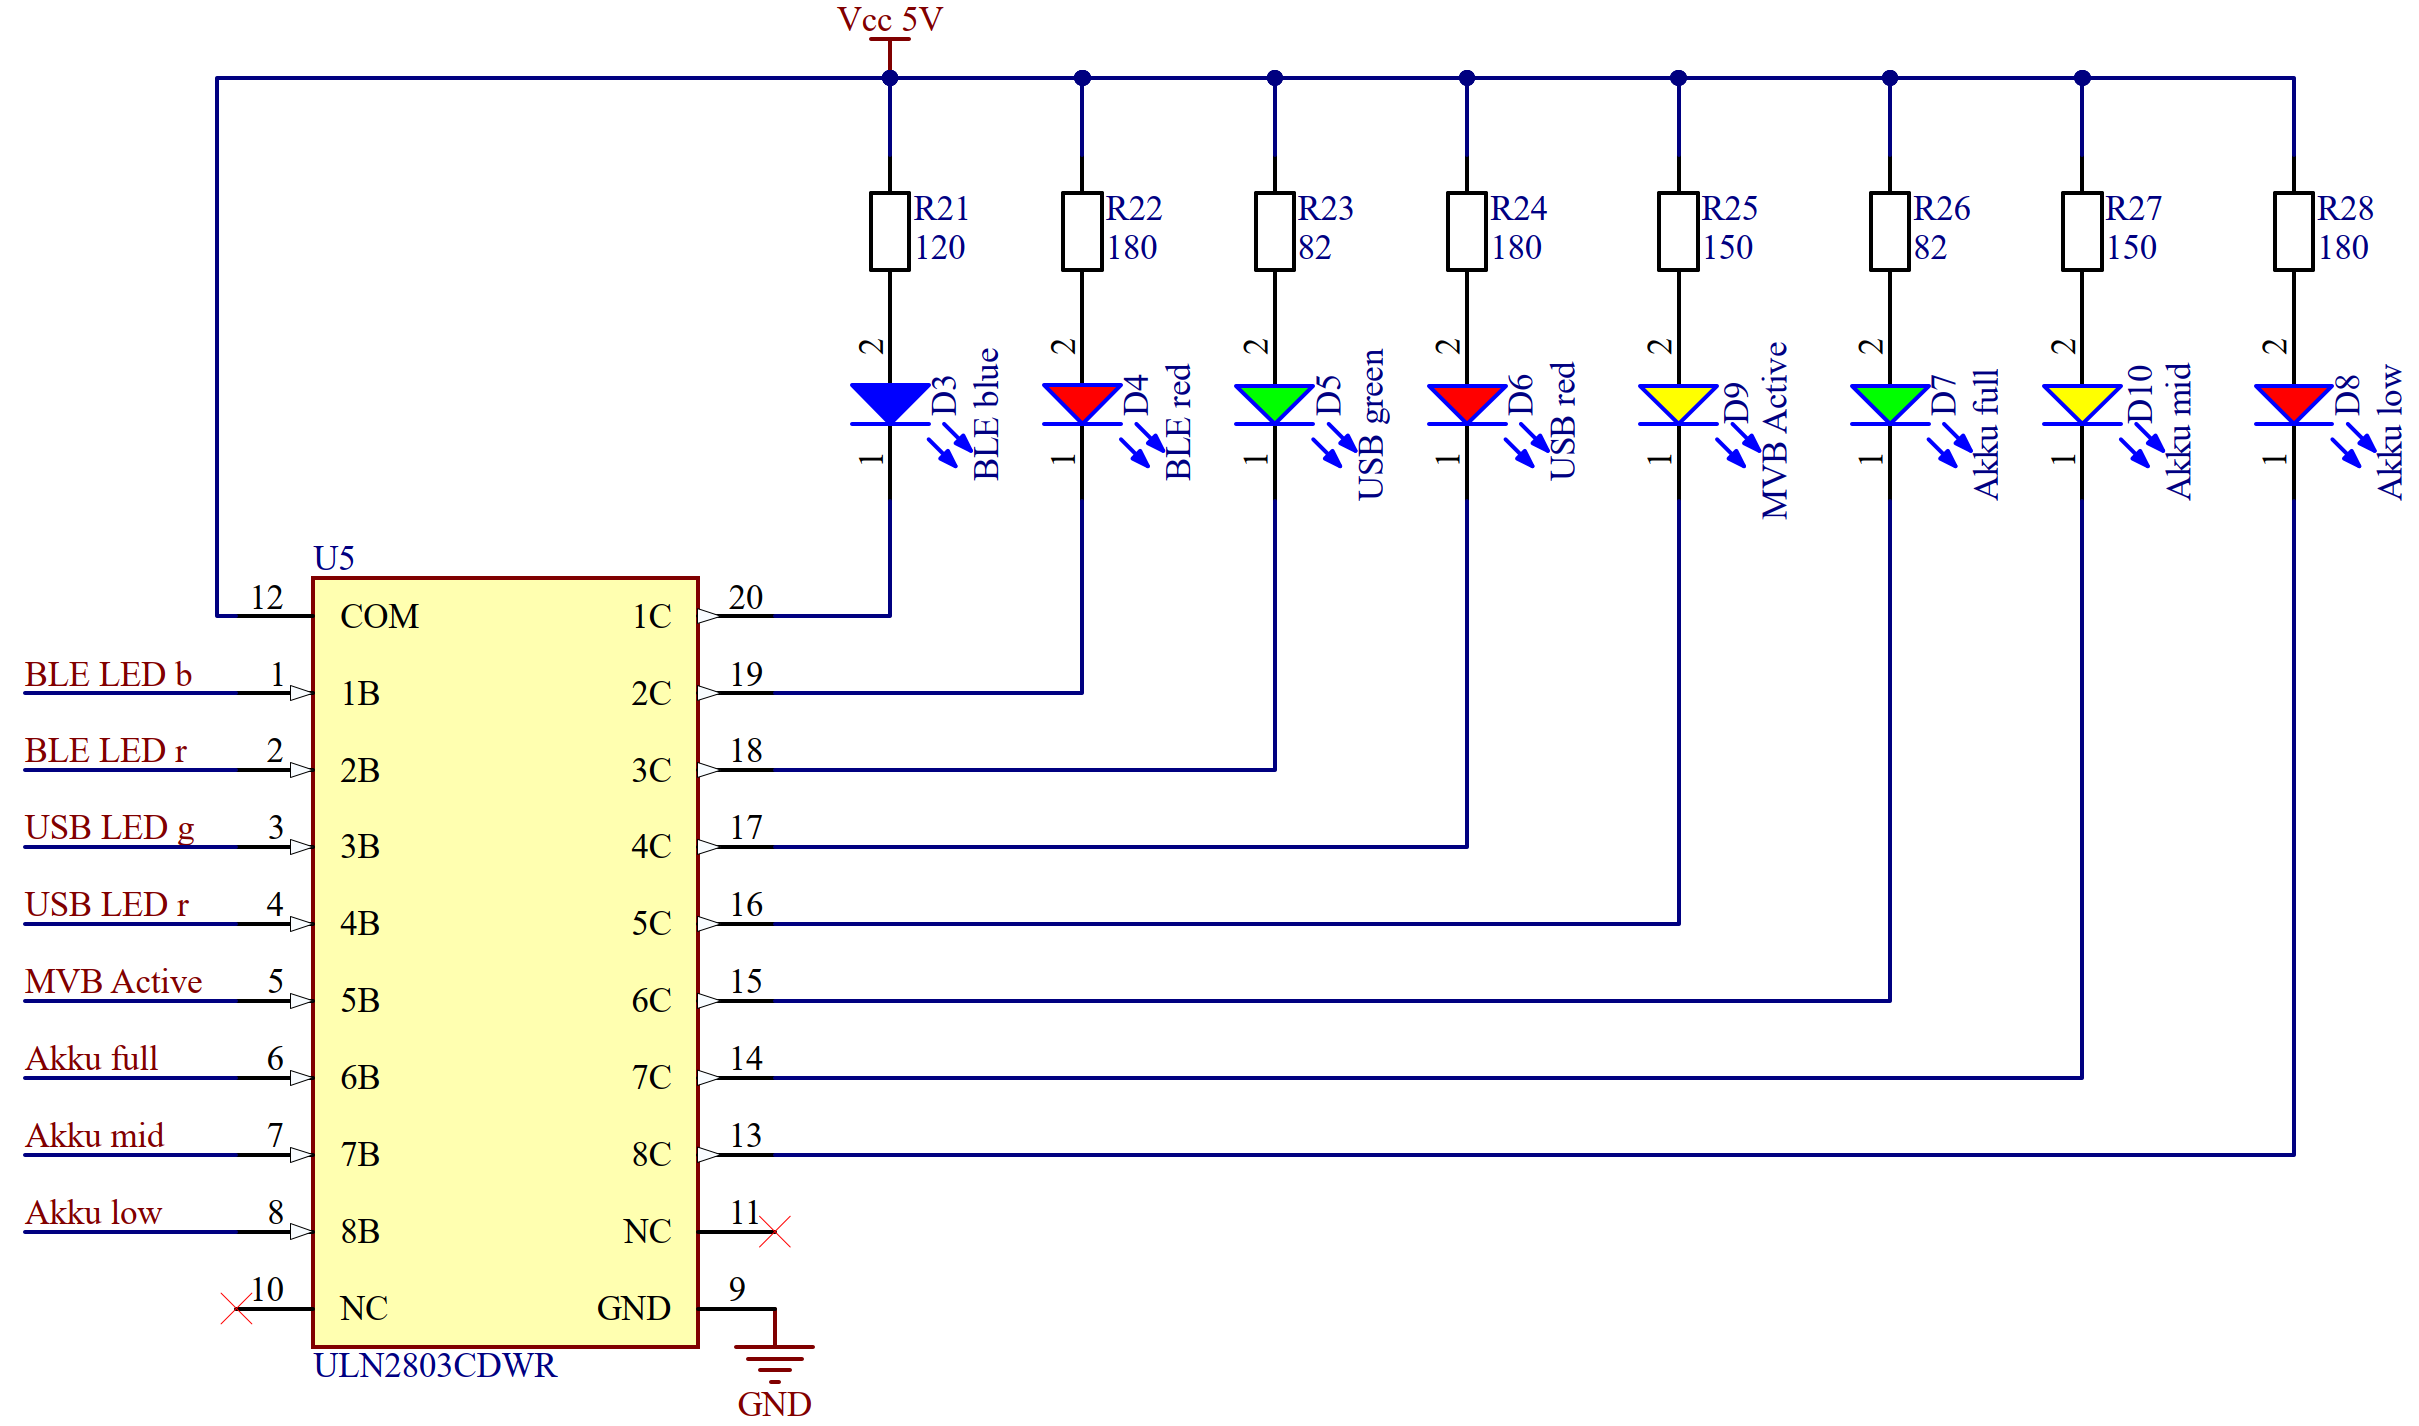 Vcc 5V
R21
120
R22
180
R23
82
R24
180
R25
150
R26
82
R27
150
R28
180
2
D3
BLE blue
1
2
D4
BLE red
1
2
D5
USB green
1
2
D6
USB red
1
2
D9
MVB Active
1
2
D7
Akku full
1
2
D10
Akku mid
1
2
D8
Akku low
1
U5
12 COM 1C 20
BLE LED b 1 1B 2C 19
BLE LED r 2 2B 3C 18
USB LED g 3 3B 4C 17
USB LED r 4 4B 5C 16
MVB Active 5 5B 6C 15
Akku full 6 6B 7C 14
Akku mid 7 7B 8C 13
Akku low 8 8B NC 11
10 NC GND 9
ULN2803CDWR
GND